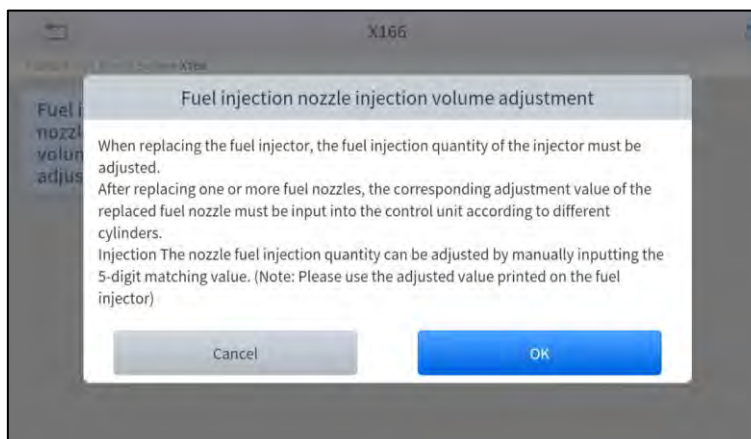 X166
X166
Fuel injection nozzle injection volume adjustment
Fuel i
nozzl
volun
adjus
When replacing the fuel injector, the fuel injection quantity of the injector must be
adjusted.
After replacing one or more fuel nozzles, the corresponding adjustment value of the
replaced fuel nozzle must be input into the control unit according to different
cylinders.
Injection The nozzle fuel injection quantity can be adjusted by manually inputting the
5-digit matching value. (Note: Please use the adjusted value printed on the fuel
injector)
Cancel
OK